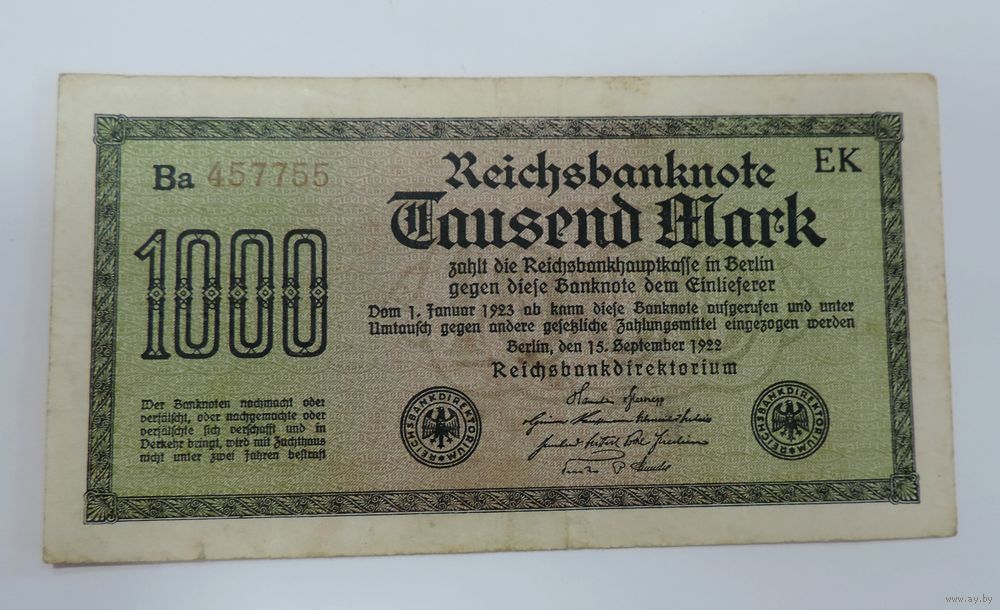 Ba 457755
EK
Reichsbanknote
Tausend Mark
1000
zahlt die Reichsbankhauptkasse in Berlin
gegen diese Banknote dem Einlieferer
Dom 1. Januar 1923 ab kann diese Banknote aufgerufen und unter
Umtausch gegen andere gesetzliche Zahlungsmittel eingezogen werden
Berlin, den 15. September 1922
Reichsbankdirektorium
Wer Banknoten nachmacht oder
verfälscht, oder nachgemachte oder
verfälschte sich verschafft und in
Verkehr bringt, wird mit Zuchthaus
nicht unter zwei Jahren bestraft
REICHSBANKDIREKTORIUM
REICHSBANKDIREKTORIUM
www.ay.by